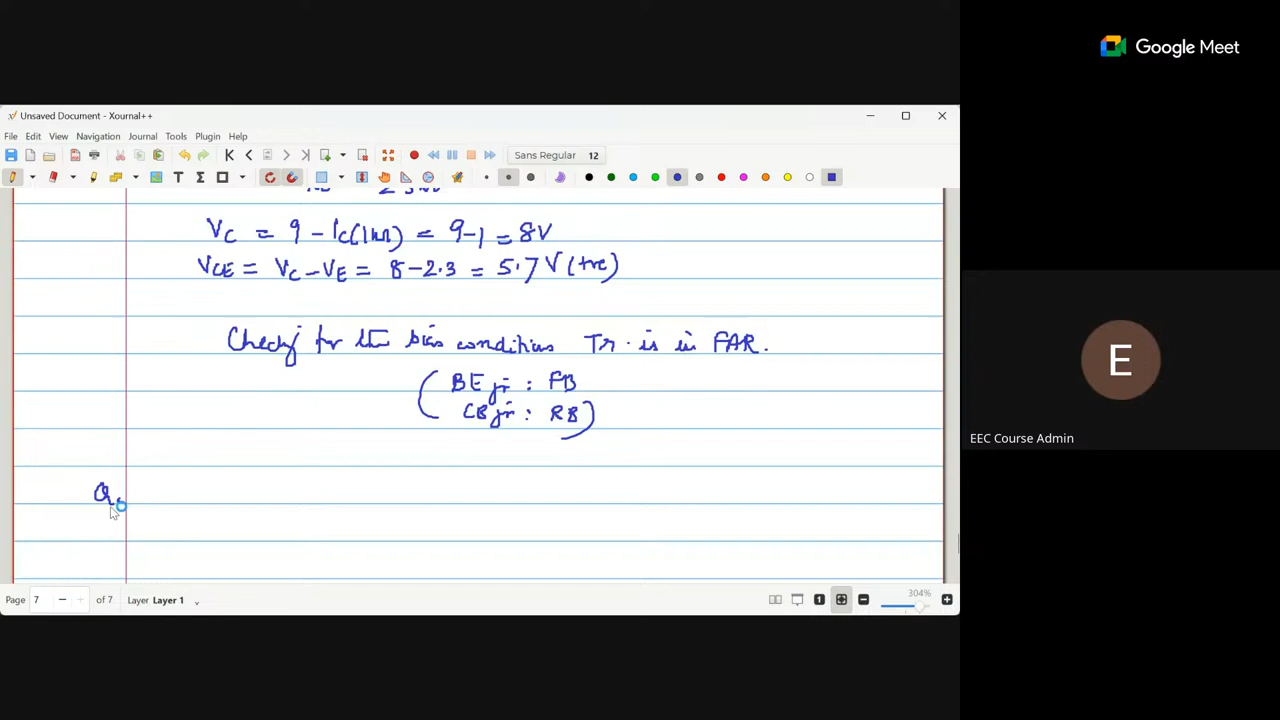 Google Meet
Unsaved Document - Xournal++
File Edit View Navigation Journal Tools Plugin Help
Sans Regular 12
VC = 9 - IC(1kΩ) = 9-1 = 8V
VCE = VC - VE = 8 - 2.3 = 5.7 V (+ve)
for the bias conditions Tr. is in FAR.
( BE jn : FB
CB jn : RB )
Q.
E
EEC Course Admin
Page 7 of 7 Layer Layer 1 1 304%